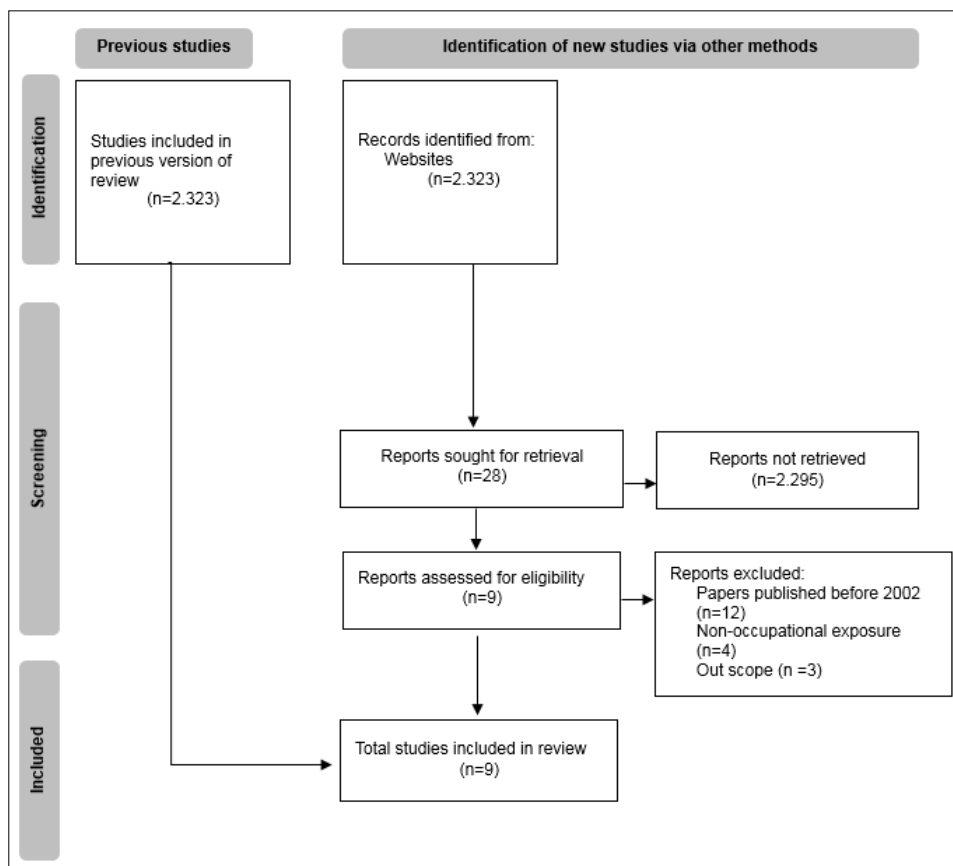 Previous studies
Identification of new studies via other methods
Identification
Studies included in
previous version of
review
(n=2.323)
Records identified from:
Websites
(n=2.323)
Screening
Reports sought for retrieval
(n=28)
Reports not retrieved
(n=2.295)
Reports assessed for eligibility
(n=9)
Reports excluded:
Papers published before 2002
(n=12)
Non-occupational exposure
(n=4)
Out scope (n =3)
Included
Total studies included in review
(n=9)